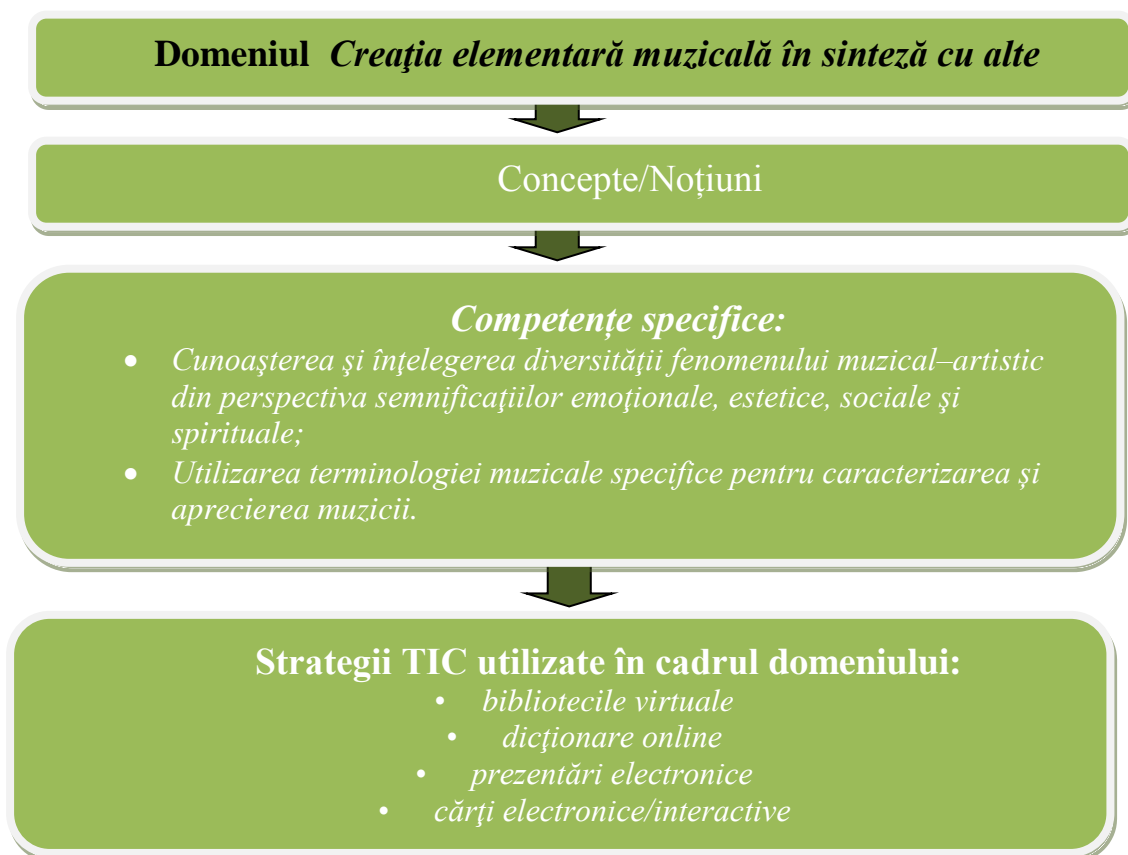 Domeniul Creaţia elementară muzicală în sinteză cu alte
Concepte/Noțiuni
Competențe specifice:
• Cunoaşterea şi înţelegerea diversităţii fenomenului muzical–artistic
din perspectiva semnificaţiilor emoţionale, estetice, sociale şi
spirituale;
• Utilizarea terminologiei muzicale specifice pentru caracterizarea și
aprecierea muzicii.
Strategii TIC utilizate în cadrul domeniului:
• bibliotecile virtuale
• dicţionare online
• prezentări electronice
• cărţi electronice/interactive